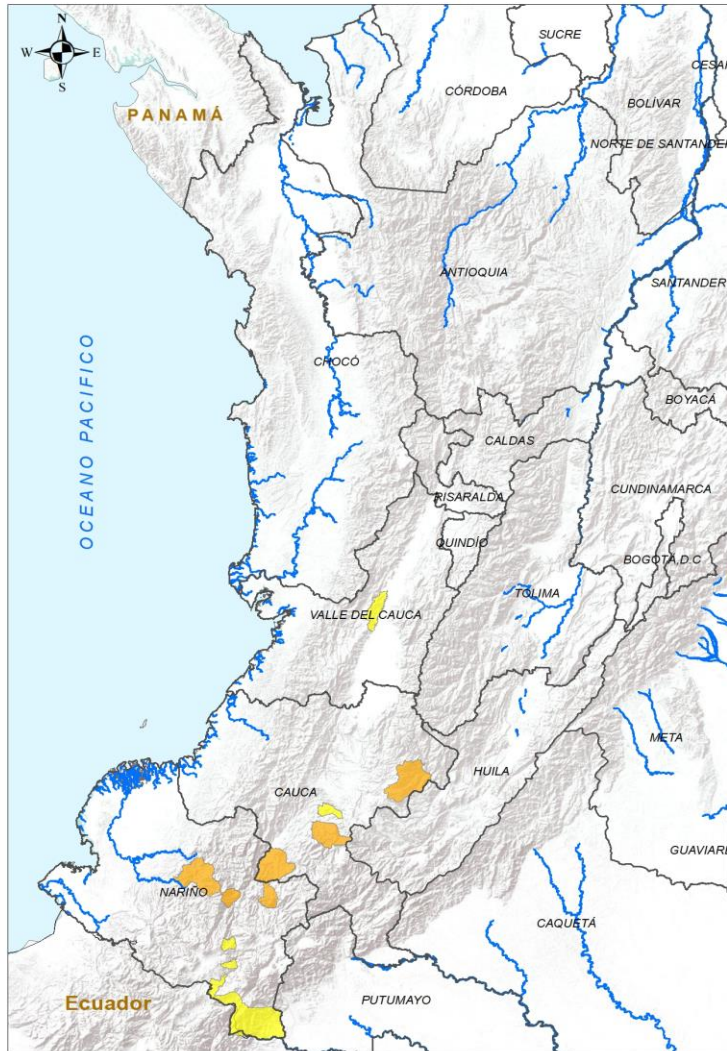 N
W E
S
SUCRE
CESAR
CÓRDOBA
BOLÍVAR
PANAMÁ
NORTE DE SANTANDER
ANTIOQUIA
SANTANDER
OCEANO PACIFICO
CHOCÓ
BOYACÁ
CALDAS
CUNDINAMARCA
RISARALDA
QUINDÍO
BOGOTÁ, D.C
TOLIMA
VALLE DEL CAUCA
META
HUILA
CAUCA
GUAVIARE
NARIÑO
CAQUETÁ
Ecuador
PUTUMAYO